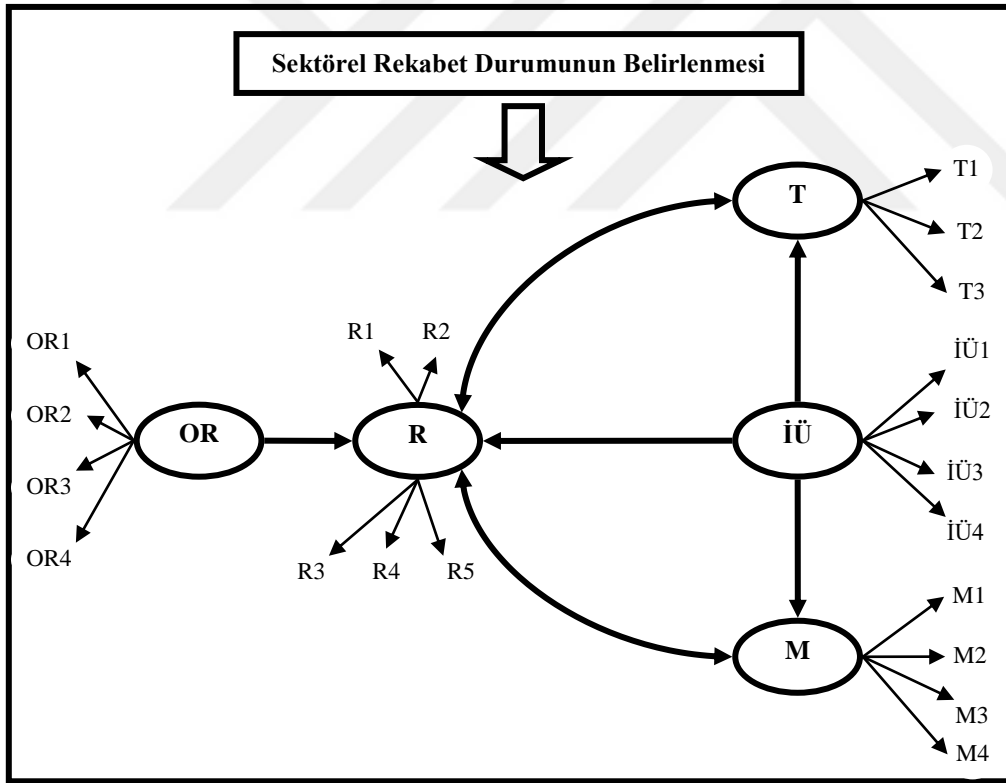 Sektörel Rekabet Durumunun Belirlenmesi
T
T1
T2
T3
OR1
OR2
OR3
OR4
OR
R1
R2
R
R3
R4
R5
İÜ
İÜ1
İÜ2
İÜ3
İÜ4
M
M1
M2
M3
M4